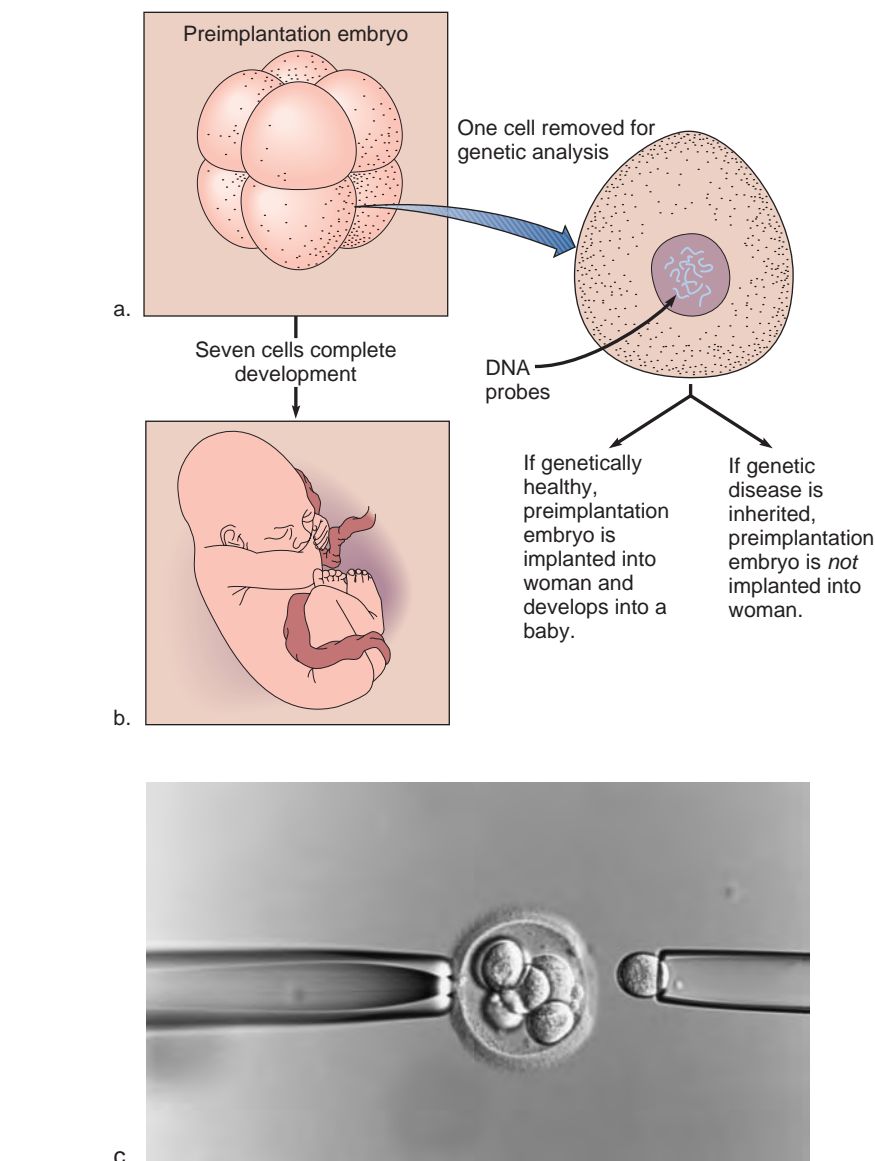 Preimplantation embryo
One cell removed for
genetic analysis
a.
Seven cells complete
development
DNA
probes
If genetically
healthy,
preimplantation
embryo is
implanted into
woman and
develops into a
baby.
If genetic
disease is
inherited,
preimplantation
embryo is not
implanted into
woman.
b.
c.